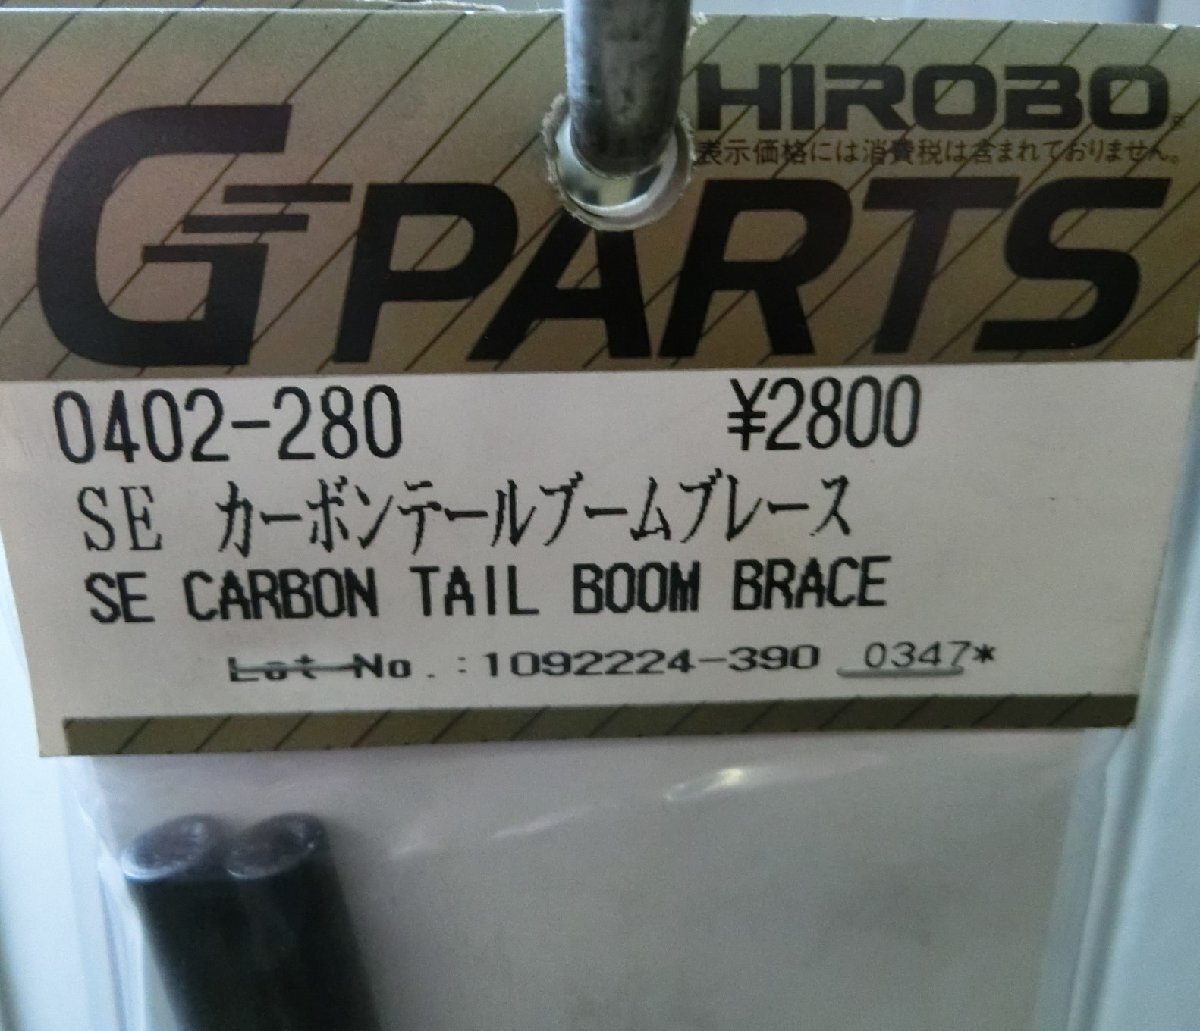 HIROBO®
表示価格には消費税は含まれておりません。
G PARTS
0402-280 ¥2800
SE カーボンテールブームブレース
SE CARBON TAIL BOOM BRACE
Lot No.:1092224-390 0347*